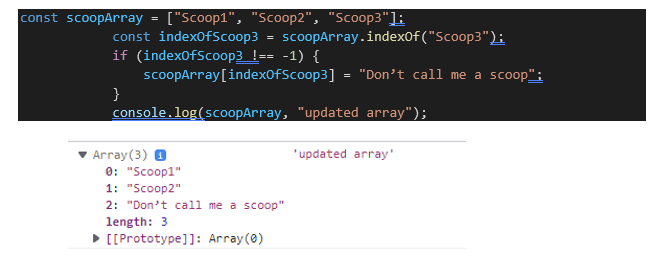 const scoopArray = ["Scoop1", "Scoop2", "Scoop3"];
const indexOfScoop3 = scoopArray.indexOf("Scoop3");
if (indexOfScoop3 !== -1) {
scoopArray[indexOfScoop3] = "Don’t call me a scoop";
}
console.log(scoopArray, "updated array");
▼ Array(3) i 'updated array'
0: "Scoop1"
1: "Scoop2"
2: "Don’t call me a scoop"
length: 3
▶ [[Prototype]]: Array(0)